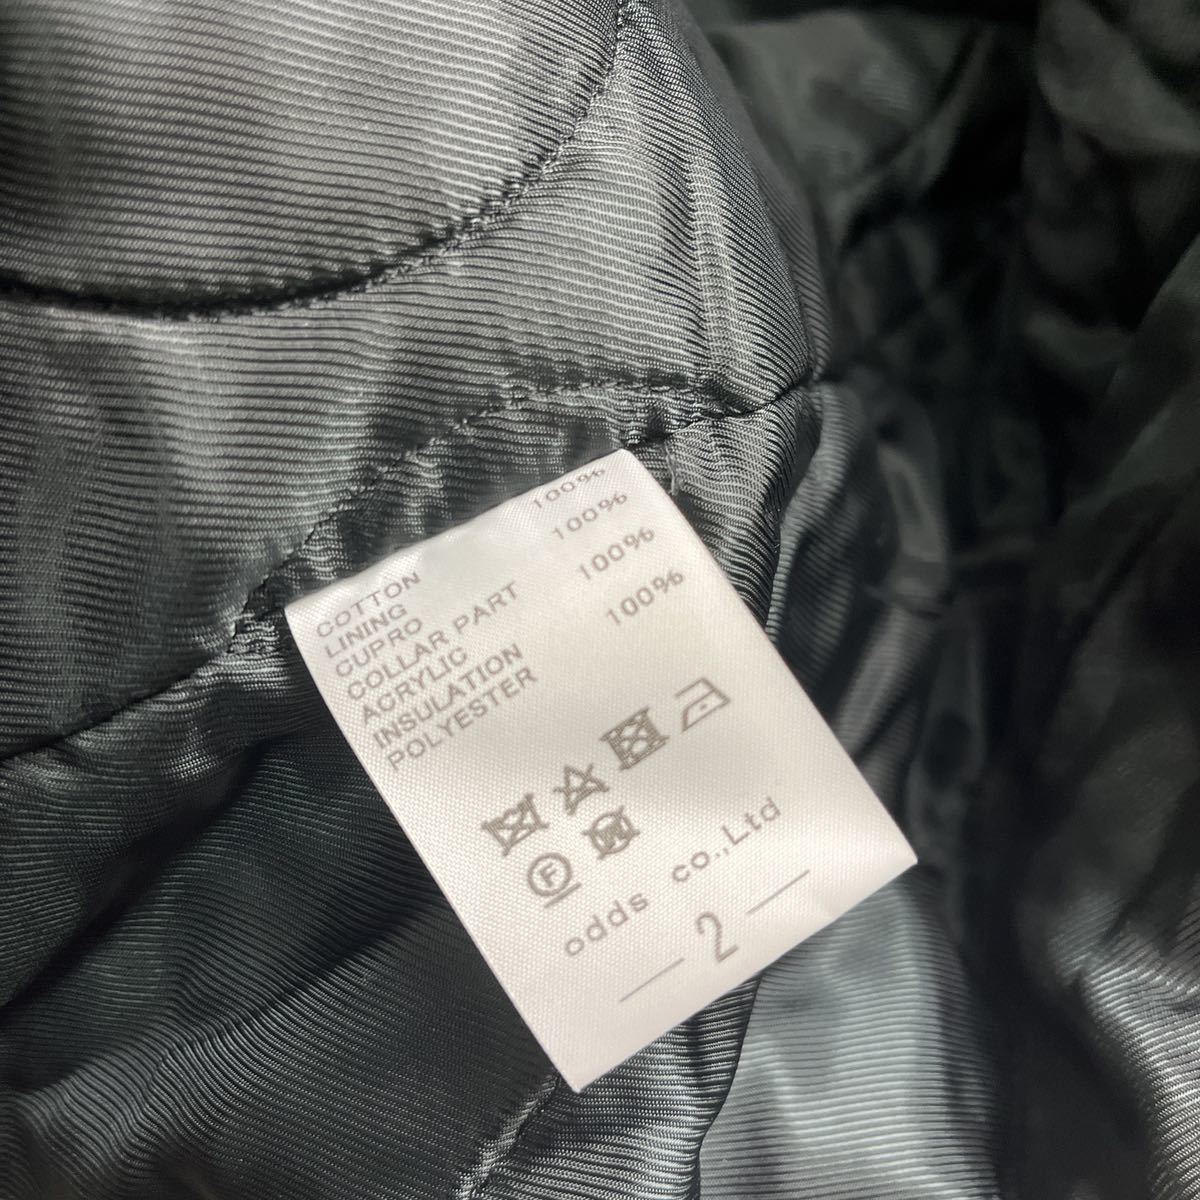 COTTON 100%
LINING
CUPRO 100%
COLLAR PART
ACRYLIC 100%
INSULATION
POLYESTER 100%
F W
odds co.,Ltd
— 2 —